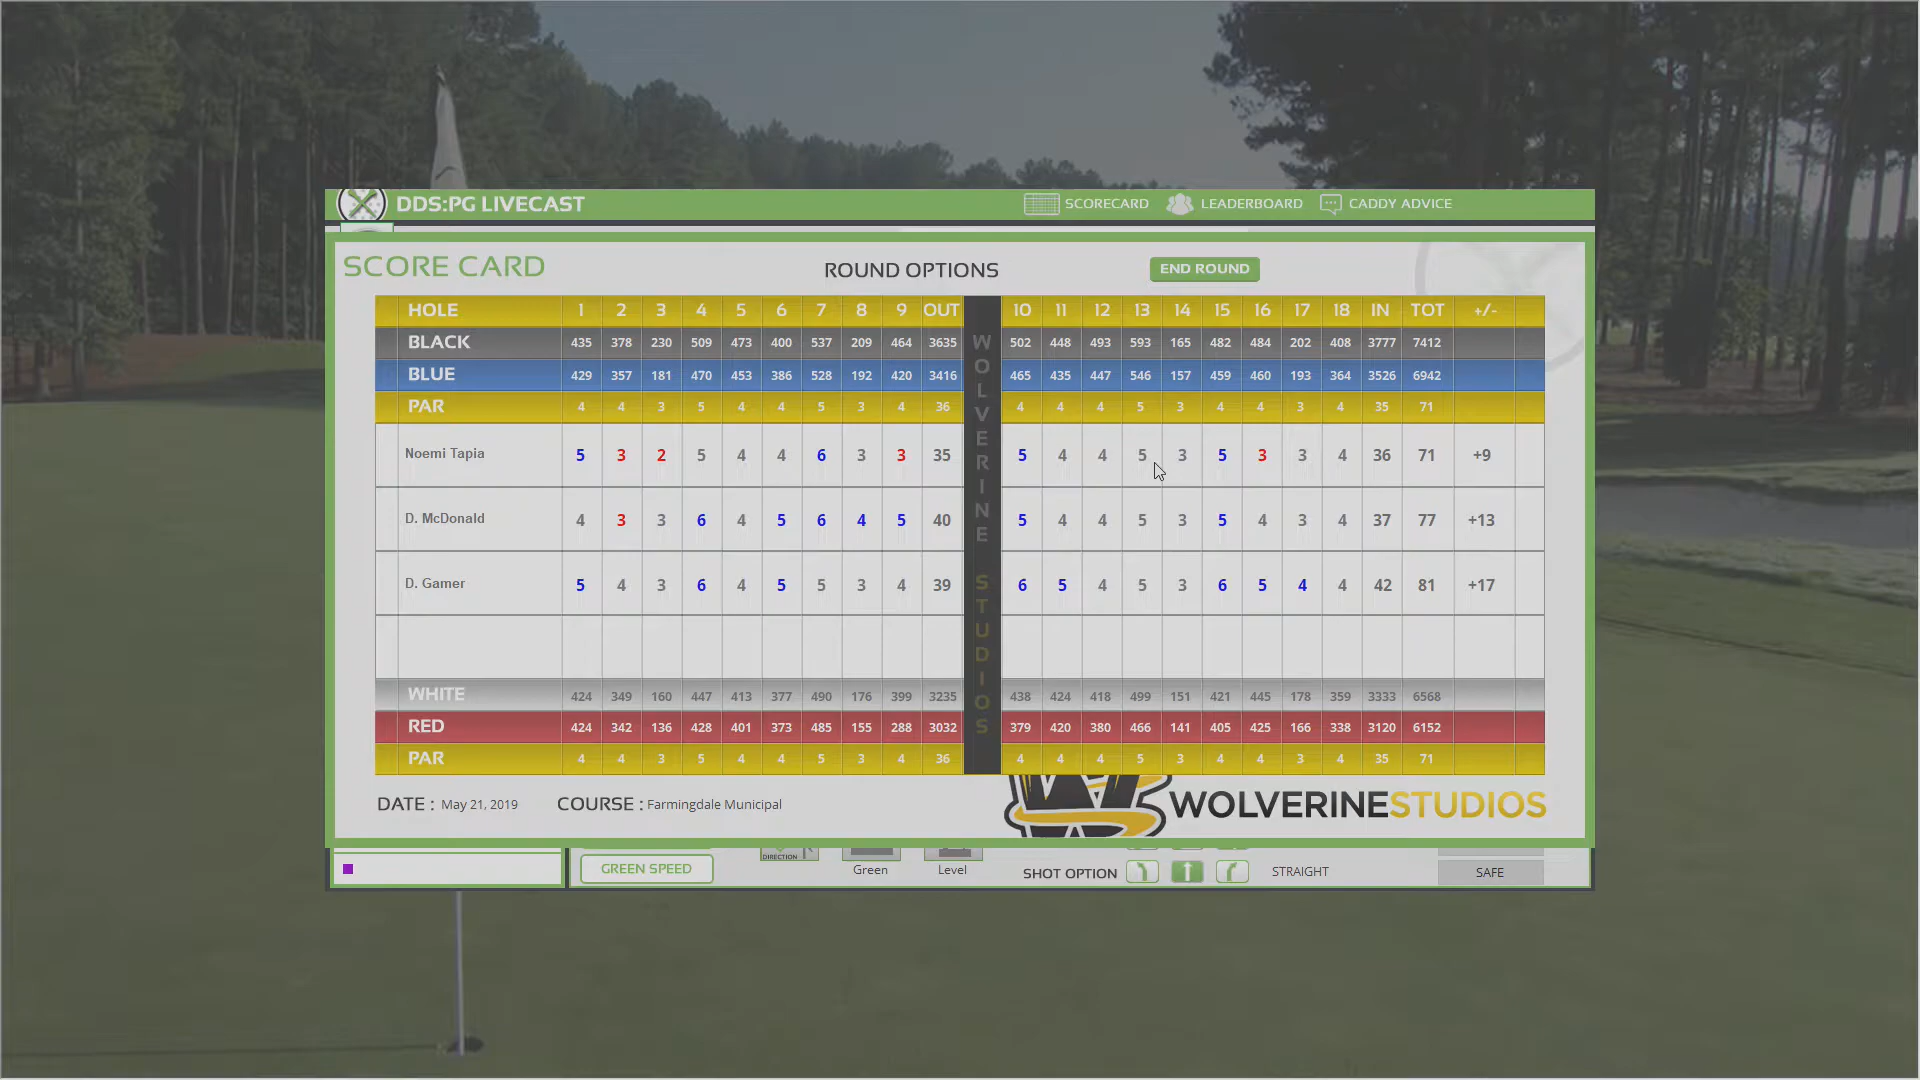 DDS:PG LIVECAST SCORECARD LEADERBOARD CADDY ADVICE
SCORE CARD ROUND OPTIONS END ROUND
HOLE 1 2 3 4 5 6 7 8 9 OUT 10 11 12 13 14 15 16 17 18 IN TOT +/-
BLACK 435 378 230 509 473 400 537 209 464 3635 502 448 493 593 165 482 484 202 408 3777 7412
BLUE 429 357 181 470 453 386 528 192 420 3416 465 435 447 546 157 459 460 193 364 3526 6942
PAR 4 4 3 5 4 4 5 3 4 36 4 4 4 5 3 4 4 3 4 35 71
Noemi Tapia 5 3 2 5 4 4 6 3 3 35 5 4 4 5 3 5 3 3 4 36 71 +9
D. McDonald 4 3 3 6 4 5 6 4 5 40 5 4 4 5 3 5 4 3 4 37 77 +13
D. Gamer 5 4 3 6 4 5 5 3 4 39 6 5 4 5 3 6 5 4 4 42 81 +17
WOLVERINE STUDIOS
WHITE 424 349 160 447 413 377 490 176 399 3235 438 424 418 499 151 421 445 178 359 3333 6568
RED 424 342 136 428 401 373 485 155 288 3032 379 420 380 466 141 405 425 166 338 3120 6152
PAR 4 4 3 5 4 4 5 3 4 36 4 4 4 5 3 4 4 3 4 35 71
DATE : May 21, 2019 COURSE : Farmingdale Municipal WOLVERINESTUDIOS
DIRECTION
GREEN SPEED Green Level SHOT OPTION STRAIGHT SAFE